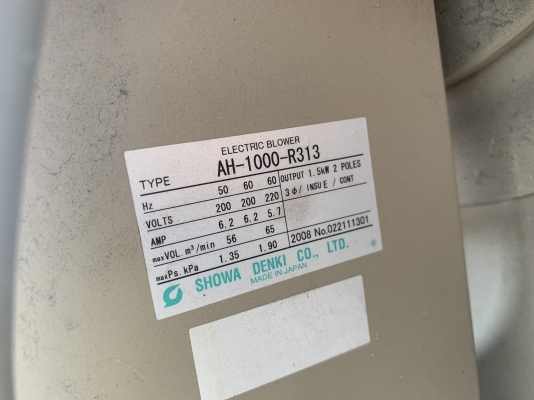 ELECTRIC BLOWER
TYPE AH-1000-R313
Hz 50 60 60 OUTPUT 1.5kW 2 POLES
VOLTS 200 200 220 3φ/ INSU E / CONT
AMP 6.2 6.2 5.7
maxVOL. m³/min 56 65
maxPs. kPa 1.35 1.90 2008 No.022111301
SHOWA DENKI CO., LTD.
MADE IN JAPAN